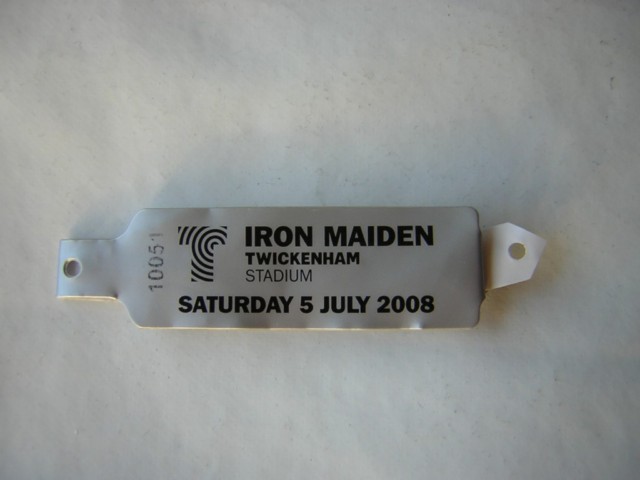 10051
IRON MAIDEN
TWICKENHAM
STADIUM
SATURDAY 5 JULY 2008